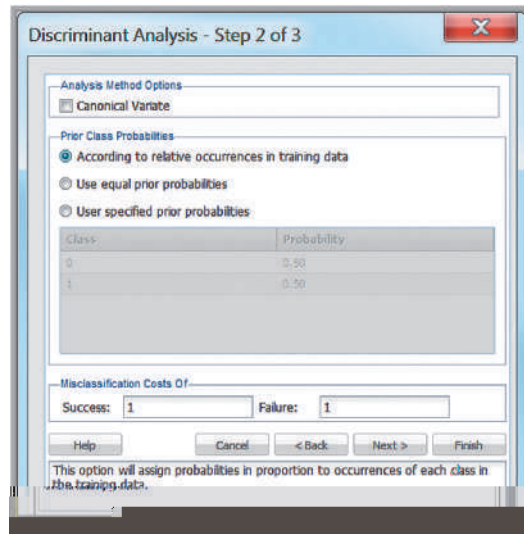 Discriminant Analysis - Step 2 of 3
Analysis Method Options
Canonical Variate
Prior Class Probabilities
According to relative occurrences in training data
Use equal prior probabilities
User specified prior probabilities
Class Probability
0 0.50
1 0.50
Misclassification Costs Of
Success: 1 Failure: 1
Help Cancel < Back Next > Finish
This option will assign probabilities in proportion to occurrences of each class in
the training data.